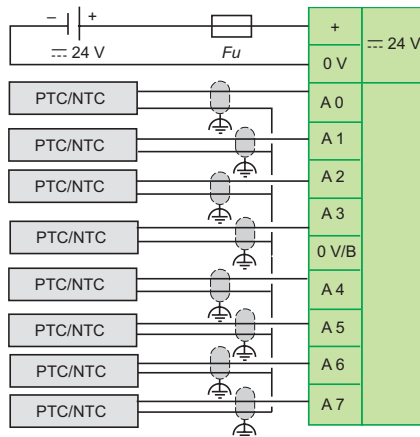 – +
⎓ 24 V
Fu
+
⎓ 24 V
0 V
PTC/NTC
A 0
PTC/NTC
A 1
PTC/NTC
A 2
PTC/NTC
A 3
0 V/B
PTC/NTC
A 4
PTC/NTC
A 5
PTC/NTC
A 6
PTC/NTC
A 7